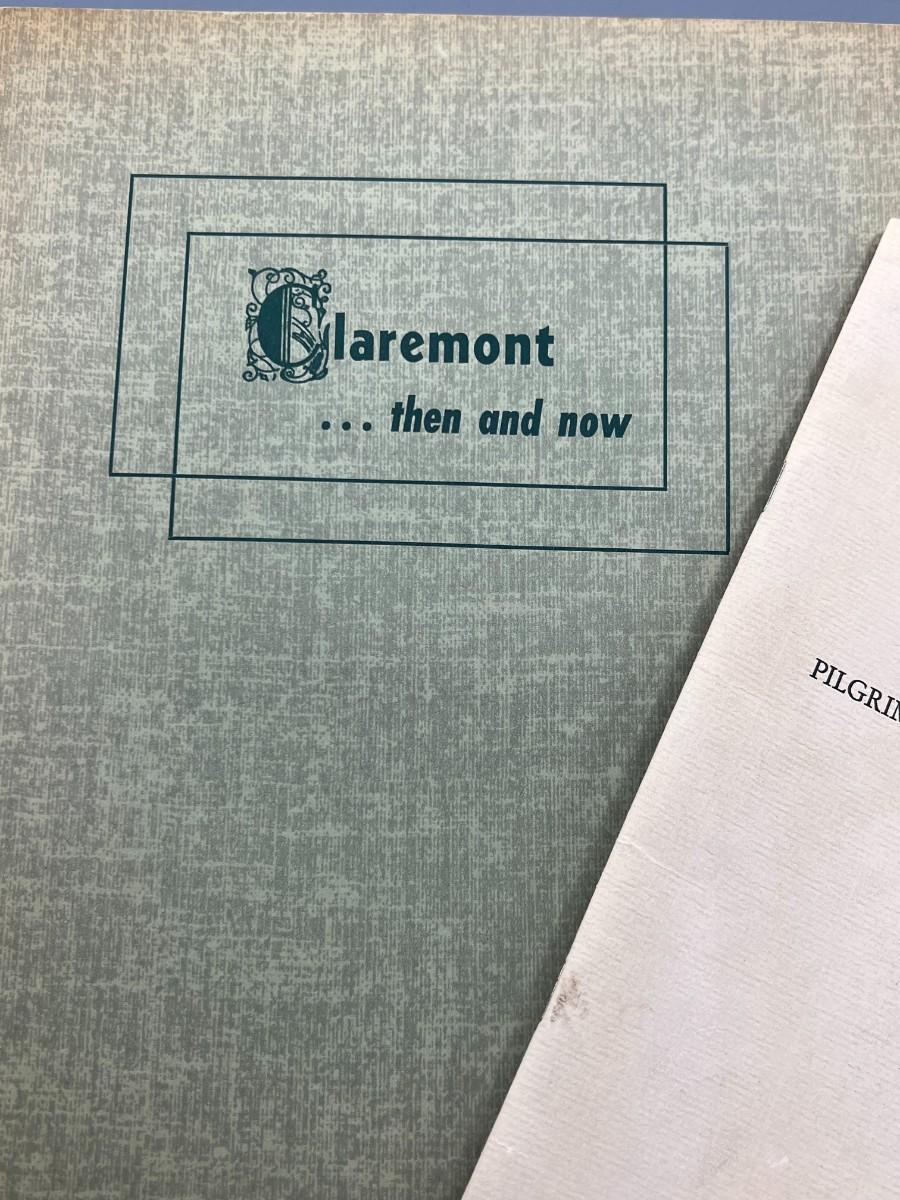 Claremont
... then and now